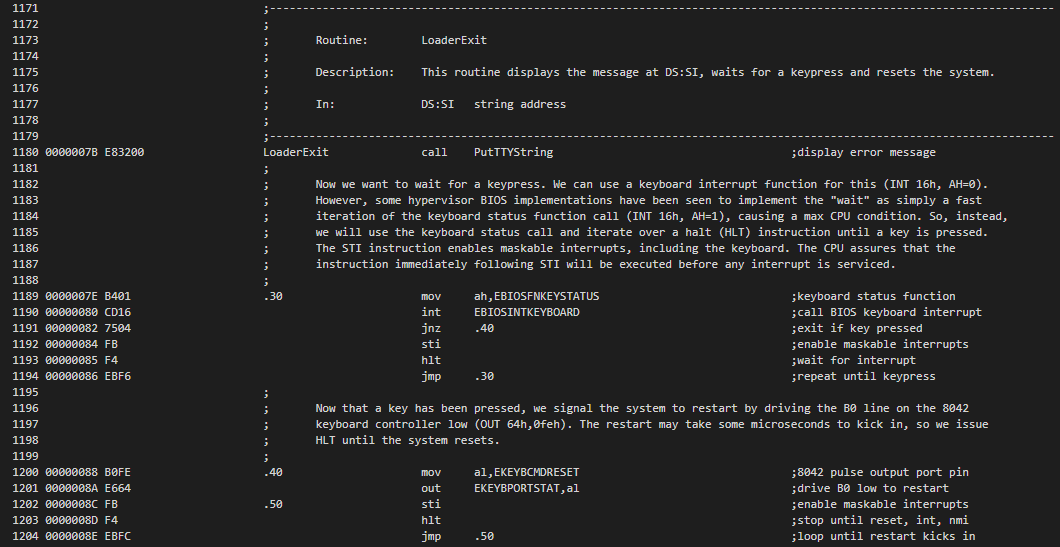 1171 ;-----------------------------------------------------------------------------------------------------------------------
1172 ;
1173 ; Routine: LoaderExit
1174 ;
1175 ; Description: This routine displays the message at DS:SI, waits for a keypress and resets the system.
1176 ;
1177 ; In: DS:SI string address
1178 ;
1179 ;-----------------------------------------------------------------------------------------------------------------------
1180 0000007B E83200 LoaderExit call PutTTYString ;display error message
1181 ;
1182 ; Now we want to wait for a keypress. We can use a keyboard interrupt function for this (INT 16h, AH=0).
1183 ; However, some hypervisor BIOS implementations have been seen to implement the "wait" as simply a fast
1184 ; iteration of the keyboard status function call (INT 16h, AH=1), causing a max CPU condition. So, instead,
1185 ; we will use the keyboard status call and iterate over a halt (HLT) instruction until a key is pressed.
1186 ; The STI instruction enables maskable interrupts, including the keyboard. The CPU assures that the
1187 ; instruction immediately following STI will be executed before any interrupt is serviced.
1188 ;
1189 0000007E B401 .30 mov ah,EBIOSFNKEYSTATUS ;keyboard status function
1190 00000080 CD16 int EBIOSINTKEYBOARD ;call BIOS keyboard interrupt
1191 00000082 7504 jnz .40 ;exit if key pressed
1192 00000084 FB sti ;enable maskable interrupts
1193 00000085 F4 hlt ;wait for interrupt
1194 00000086 EBF6 jmp .30 ;repeat until keypress
1195 ;
1196 ; Now that a key has been pressed, we signal the system to restart by driving the B0 line on the 8042
1197 ; keyboard controller low (OUT 64h,0feh). The restart may take some microseconds to kick in, so we issue
1198 ; HLT until the system resets.
1199 ;
1200 00000088 B0FE .40 mov al,EKEYBCMDRESET ;8042 pulse output port pin
1201 0000008A E664 out EKEYBPORTSTAT,al ;drive B0 low to restart
1202 0000008C FB .50 sti ;enable maskable interrupts
1203 0000008D F4 hlt ;stop until reset, int, nmi
1204 0000008E EBFC jmp .50 ;loop until restart kicks in